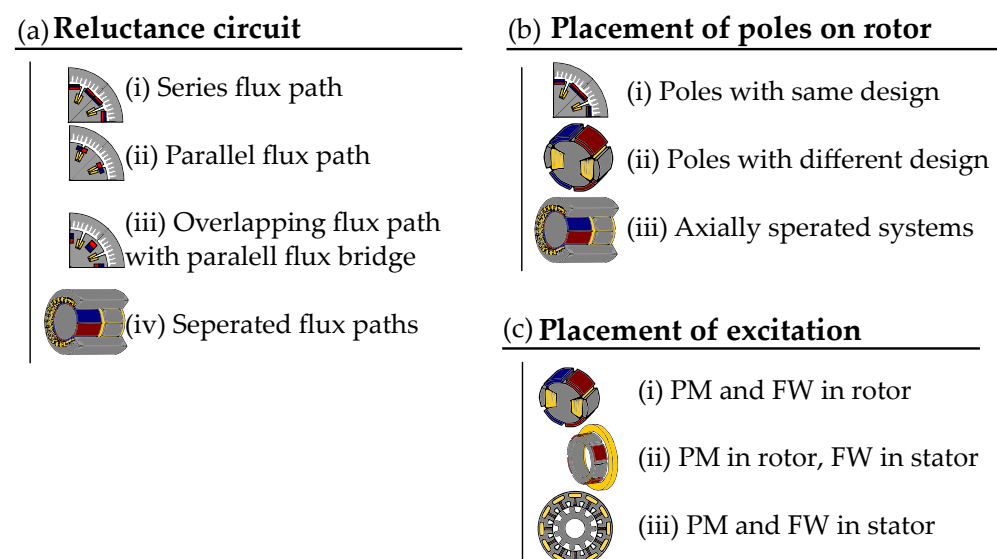 (a) Reluctance circuit
(i) Series flux path
(ii) Parallel flux path
(iii) Overlapping flux path
with paralell flux bridge
(iv) Seperated flux paths
(b) Placement of poles on rotor
(i) Poles with same design
(ii) Poles with different design
(iii) Axially sperated systems
(c) Placement of excitation
(i) PM and FW in rotor
(ii) PM in rotor, FW in stator
(iii) PM and FW in stator